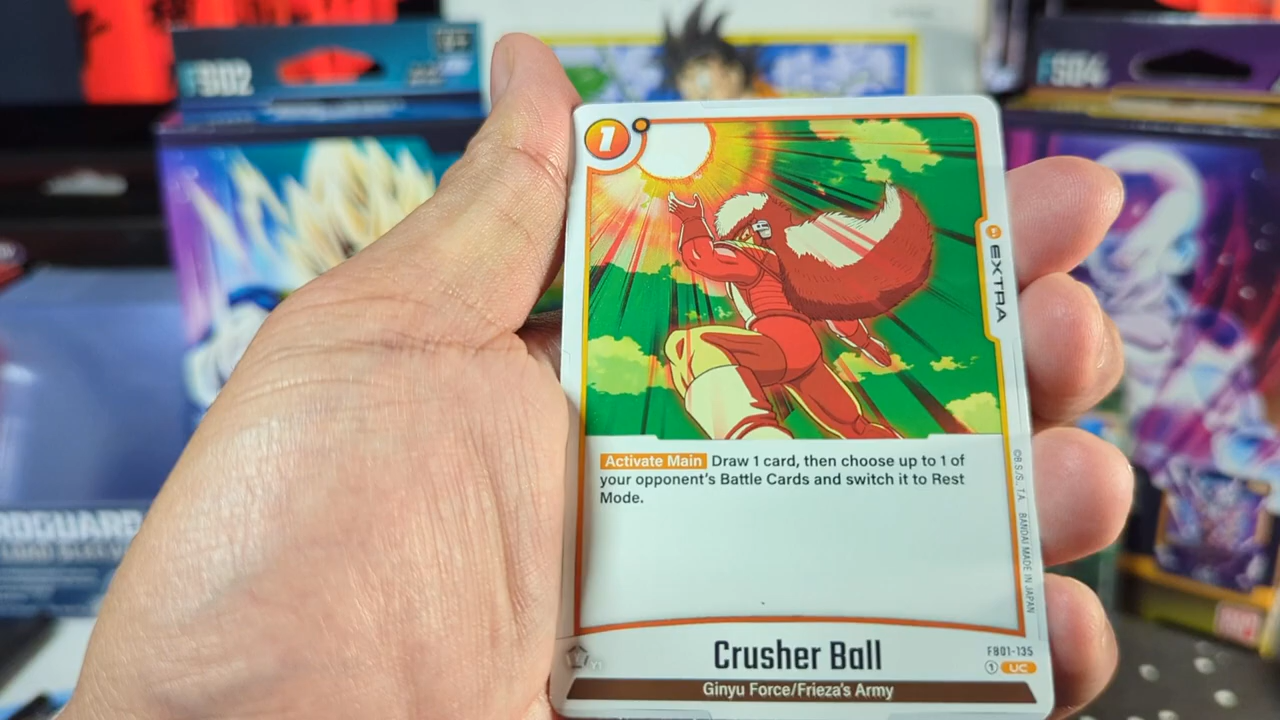 FS02
FS04
1
EXTRA
Activate Main Draw 1 card, then choose up to 1 of
your opponent's Battle Cards and switch it to Rest
Mode.
©B.S./S., T.A. BANDAI MADE IN JAPAN
Crusher Ball
FB01-135
1 UC
Ginyu Force/Frieza's Army